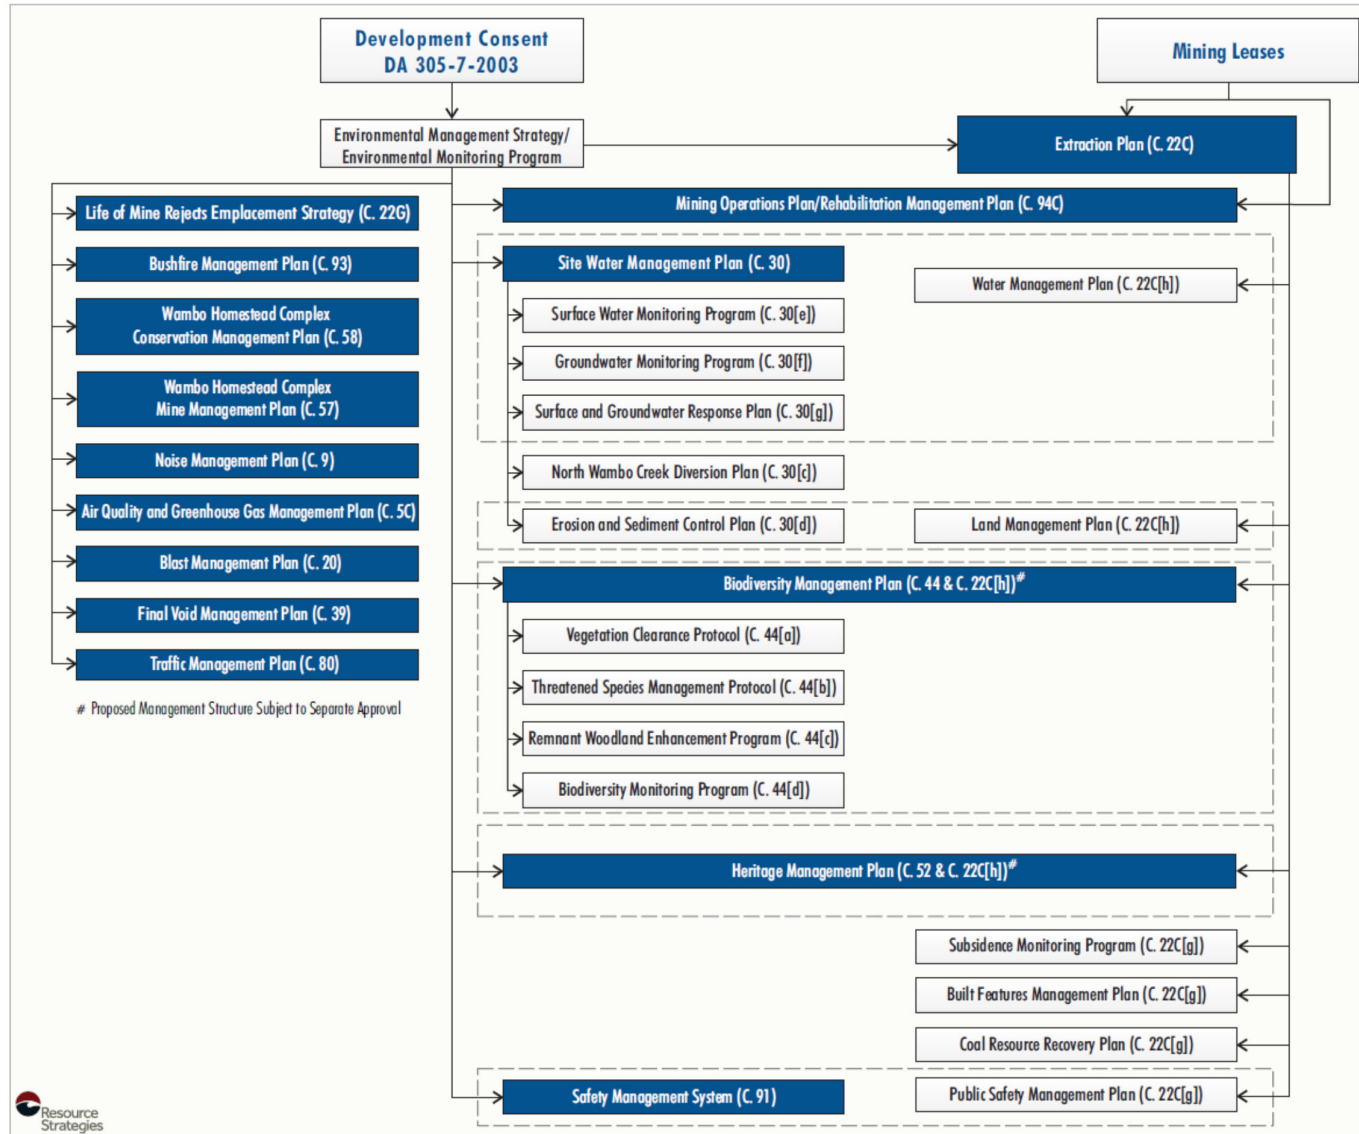 Development Consent
DA 305-7-2003
Mining Leases
Environmental Management Strategy/
Environmental Monitoring Program
Extraction Plan (C. 22C)
Life of Mine Rejects Emplacement Strategy (C. 22G)
Bushfire Management Plan (C. 93)
Wambo Homestead Complex
Conservation Management Plan (C. 58)
Wambo Homestead Complex
Mine Management Plan (C. 57)
Noise Management Plan (C. 9)
Air Quality and Greenhouse Gas Management Plan (C. 5C)
Blast Management Plan (C. 20)
Final Void Management Plan (C. 39)
Traffic Management Plan (C. 80)
# Proposed Management Structure Subject to Separate Approval
Mining Operations Plan/Rehabilitation Management Plan (C. 94C)
Site Water Management Plan (C. 30)
Water Management Plan (C. 22C[h])
Surface Water Monitoring Program (C. 30[e])
Groundwater Monitoring Program (C. 30[f])
Surface and Groundwater Response Plan (C. 30[g])
North Wambo Creek Diversion Plan (C. 30[c])
Erosion and Sediment Control Plan (C. 30[d])
Land Management Plan (C. 22C[h])
Biodiversity Management Plan (C. 44 & C. 22C[h])#
Vegetation Clearance Protocol (C. 44[a])
Threatened Species Management Protocol (C. 44[b])
Remnant Woodland Enhancement Program (C. 44[c])
Biodiversity Monitoring Program (C. 44[d])
Heritage Management Plan (C. 52 & C. 22C[h])#
Subsidence Monitoring Program (C. 22C[g])
Built Features Management Plan (C. 22C[g])
Coal Resource Recovery Plan (C. 22C[g])
Safety Management System (C. 91)
Public Safety Management Plan (C. 22C[g])
Resource
Strategies